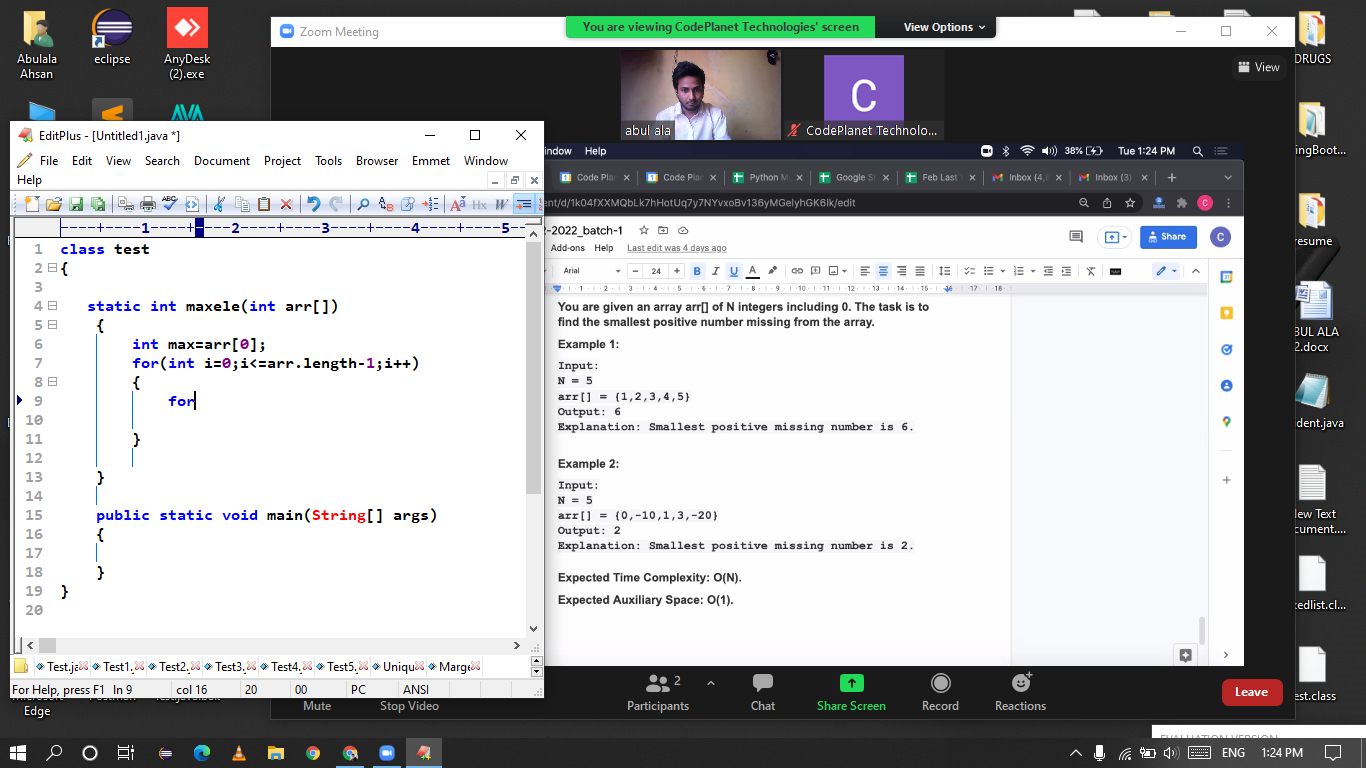 Abulala Ahsan
eclipse
AnyDesk (2).exe
Zoom Meeting
You are viewing CodePlanet Technologies' screen
View Options
View
DRUGS
abul ala
C
CodePlanet Technolo...
EditPlus - [Untitled1.java *]
File Edit View Search Document Project Tools Browser Emmet Window
Help
----+----1----+----2----+----3----+----4----+----5
1 class test
2 {
3
4 static int maxele(int arr[])
5 {
6 int max=arr[0];
7 for(int i=0;i<=arr.length-1;i++)
8 {
9 for
10
11 }
12
13 }
14
15 public static void main(String[] args)
16 {
17
18 }
19 }
20
Test.ja
Test1.
Test2.
Test3.
Test4.
Test5.
Uniqu
Marge
For Help, press F1 ln 9 col 16 20 00 PC ANSI
indow Help
38% Tue 1:24 PM
Code Plan
Code Plan
Python M
Google S
Feb Last
Inbox (4,
Inbox (3)
ent/d/1k04fXXMQbLk7hHotUq7y7NYvxoBv136yMGelyhGK6lk/edit
2-2022_batch-1
Add-ons Help Last edit was 4 days ago
Share
C
Arial 24 B I U A
You are given an array arr[] of N integers including 0. The task is to
find the smallest positive number missing from the array.
Example 1:
Input:
N = 5
arr[] = {1,2,3,4,5}
Output: 6
Explanation: Smallest positive missing number is 6.
Example 2:
Input:
N = 5
arr[] = {0,-10,1,3,-20}
Output: 2
Explanation: Smallest positive missing number is 2.
Expected Time Complexity: O(N).
Expected Auxiliary Space: O(1).
ingBoot...
resume
BUL ALA
2.docx
dent.java
New Text
cument....
kedlist.cl...
est.class
Edge
Mute
Stop Video
Participants
2
Chat
Share Screen
Record
Reactions
Leave
ENG 1:24 PM